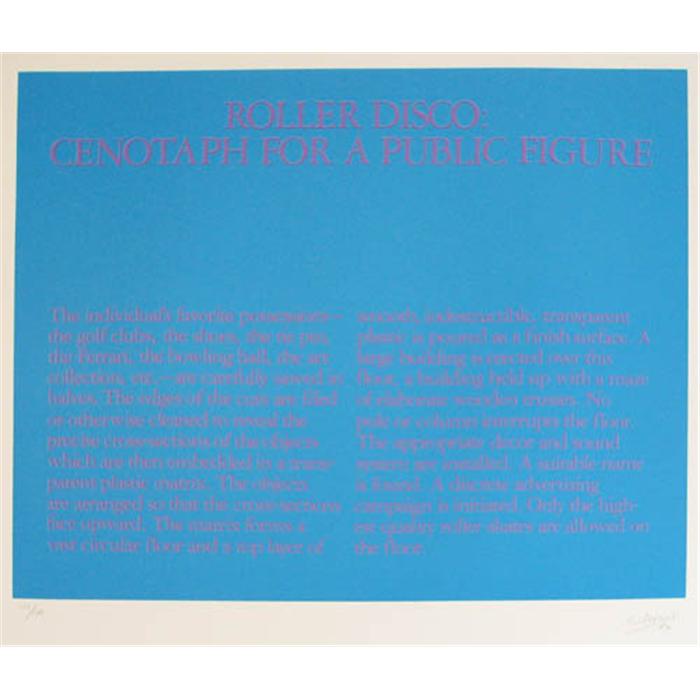 ROLLER DISCO:
CENOTAPH FOR A PUBLIC FIGURE
The individual's favorite possessions—
the golf clubs, the shoes, the tie pin,
the Ferrari, the bowling ball, the art
collection, etc.—are carefully sawed in
halves. The edges of the cuts are filed
or otherwise cleaned to reveal the
precise cross-sections of the objects
which are then embedded in a trans-
parent plastic matrix. The objects
are arranged so that the cross-sections
face upward. The matrix forms a
vast circular floor and a top layer of
smooth, indestructible, transparent
plastic is poured as a finish surface. A
large building is erected over this
floor, a building held up with a maze
of elaborate wooden trusses. No
pole or column interrupts the floor.
The appropriate decor and sound
system are installed. A suitable name
is found. A discrete advertising
campaign is initiated. Only the high-
est quality roller-skates are allowed on
the floor.